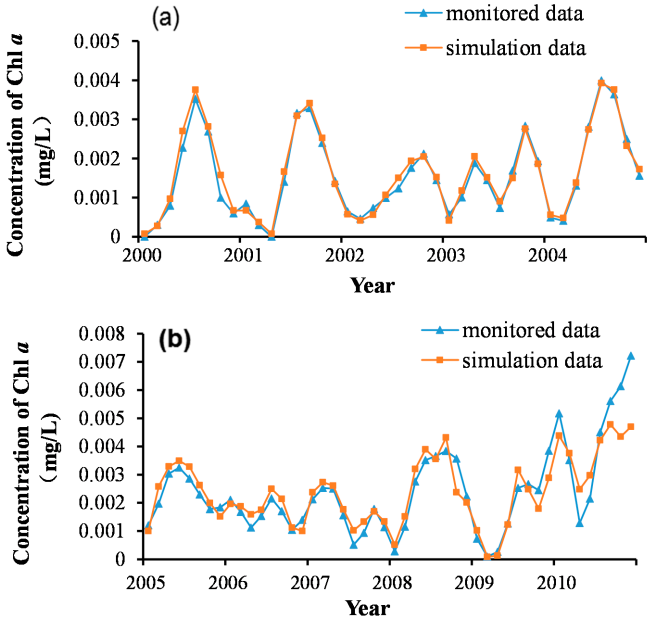 (a)
monitored data
simulation data
Concentration of Chl a
(mg/L)
0.005
0.004
0.003
0.002
0.001
0
2000 2001 2002 2003 2004
Year
(b)
monitored data
simulation data
Concentration of Chl a
（mg/L）
0.008
0.007
0.006
0.005
0.004
0.003
0.002
0.001
0
2005 2006 2007 2008 2009 2010
Year